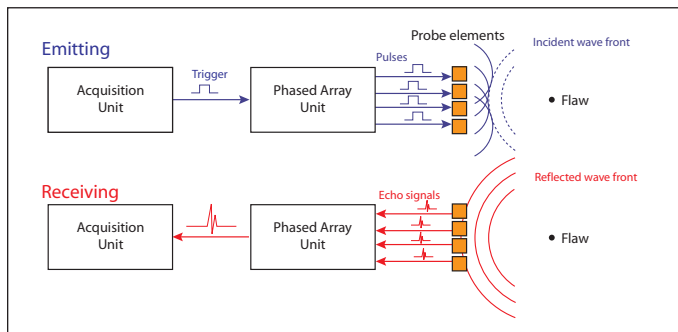 Emitting
Probe elements
Incident wave front
Acquisition
Unit
Trigger
Phased Array
Unit
Pulses
Flaw
Receiving
Reflected wave front
Acquisition
Unit
Phased Array
Unit
Echo signals
Flaw